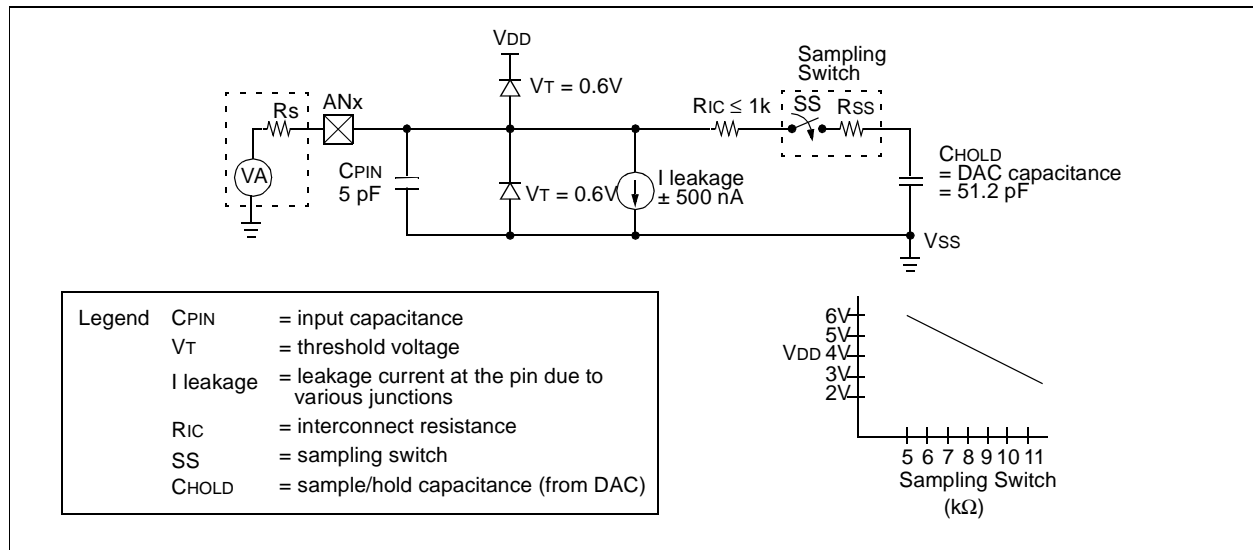 VDD
Sampling
Switch
VT = 0.6V
ANx
Rs
RIC ≤ 1k
SS
RSS
VA
CPIN
5 pF
VT = 0.6V
I leakage
± 500 nA
CHOLD
= DAC capacitance
= 51.2 pF
VSS
Legend CPIN = input capacitance
VT = threshold voltage
I leakage = leakage current at the pin due to
various junctions
RIC = interconnect resistance
SS = sampling switch
CHOLD = sample/hold capacitance (from DAC)
6V
5V
VDD 4V
3V
2V
5 6 7 8 9 10 11
Sampling Switch
(kΩ)